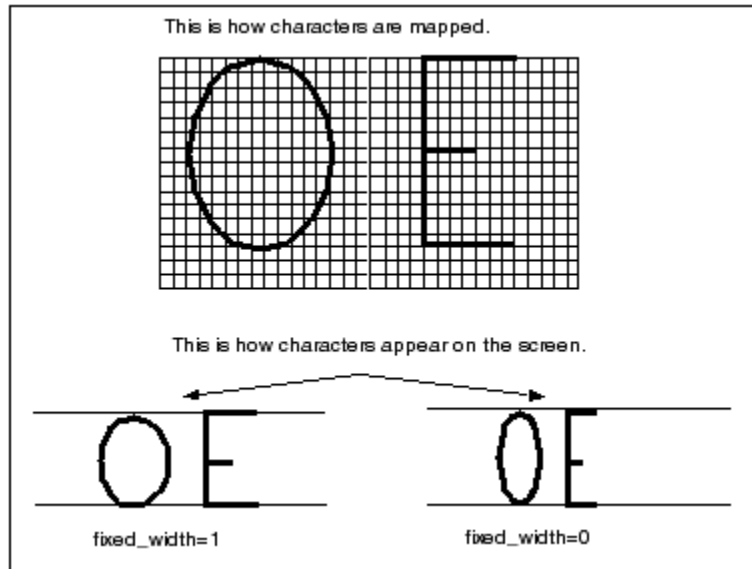 This is how characters are mapped.
O E
This is how characters appear on the screen.
O E O E
fixed_width=1 fixed_width=0